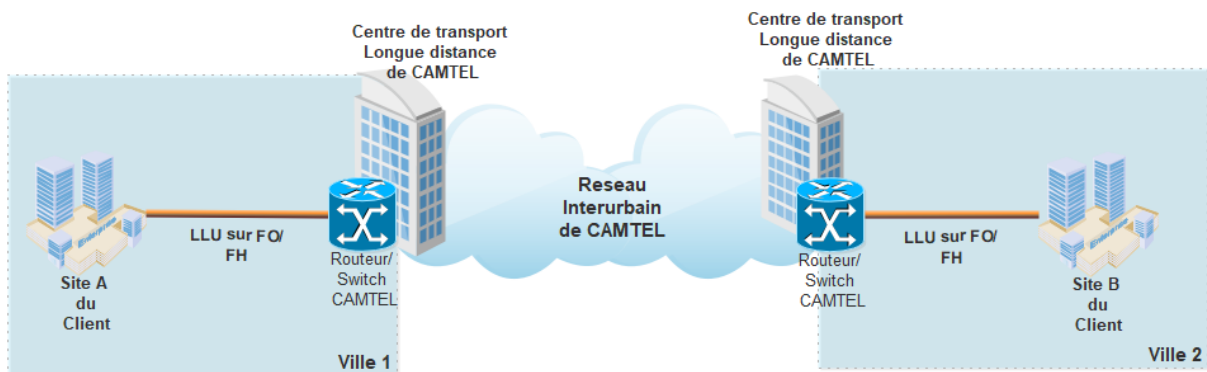 Centre de transport
Longue distance
de CAMTEL
Centre de transport
Longue distance
de CAMTEL
Reseau
Interurbain
de CAMTEL
LLU sur FO/
FH
LLU sur FO/
FH
Routeur/
Switch
CAMTEL
Routeur/
Switch
CAMTEL
Site A
du
Client
Site B
du
Client
Ville 1
Ville 2
Enterprise
Enterprise